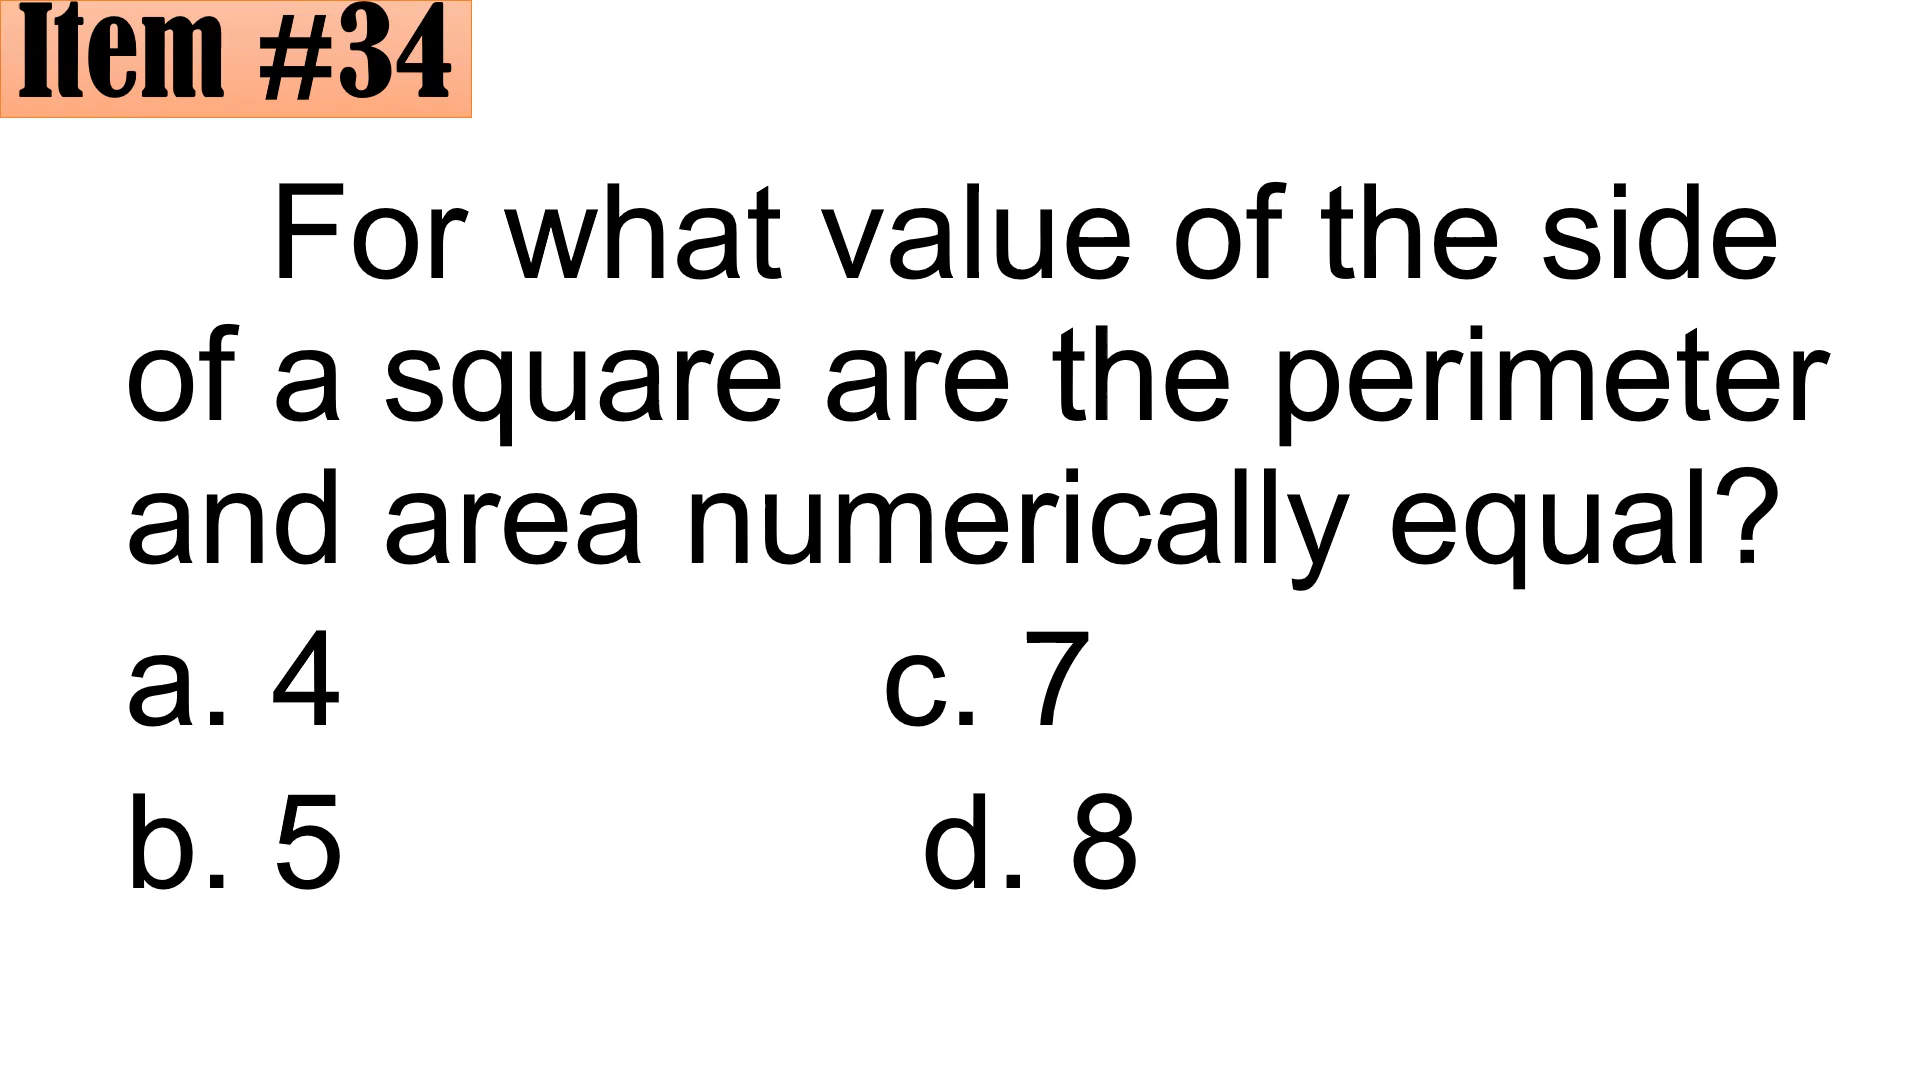 Item #34
For what value of the side
of a square are the perimeter
and area numerically equal?
a. 4 c. 7
b. 5 d. 8